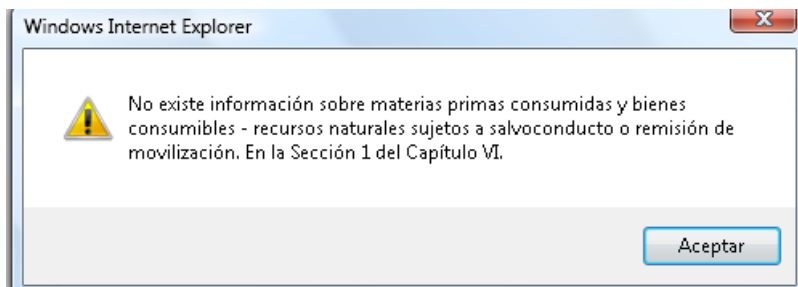 Windows Internet Explorer
No existe información sobre materias primas consumidas y bienes
consumibles - recursos naturales sujetos a salvoconducto o remisión de
movilización. En la Sección 1 del Capítulo VI.
Aceptar